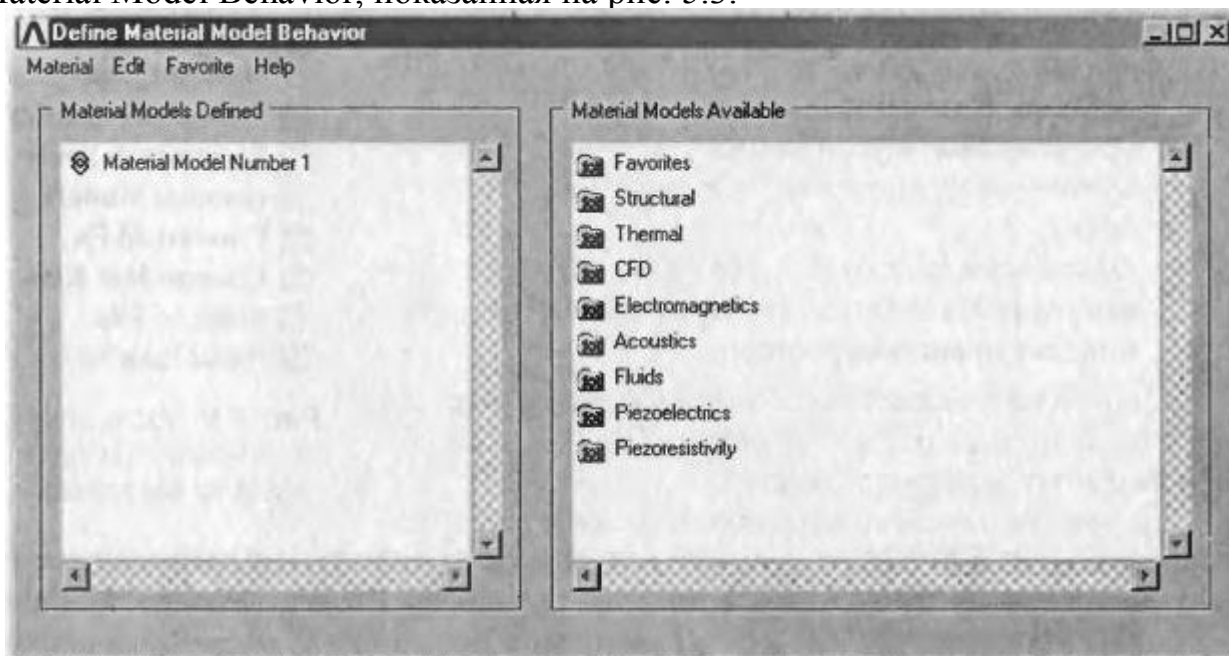 Material Model Behavior, показанная на рис. 5.5.
Define Material Model Behavior
Material Edit Favorite Help
Material Models Defined
Material Model Number 1
Material Models Available
Favorites
Structural
Thermal
CFD
Electromagnetics
Acoustics
Fluids
Piezoelectrics
Piezoresistivity